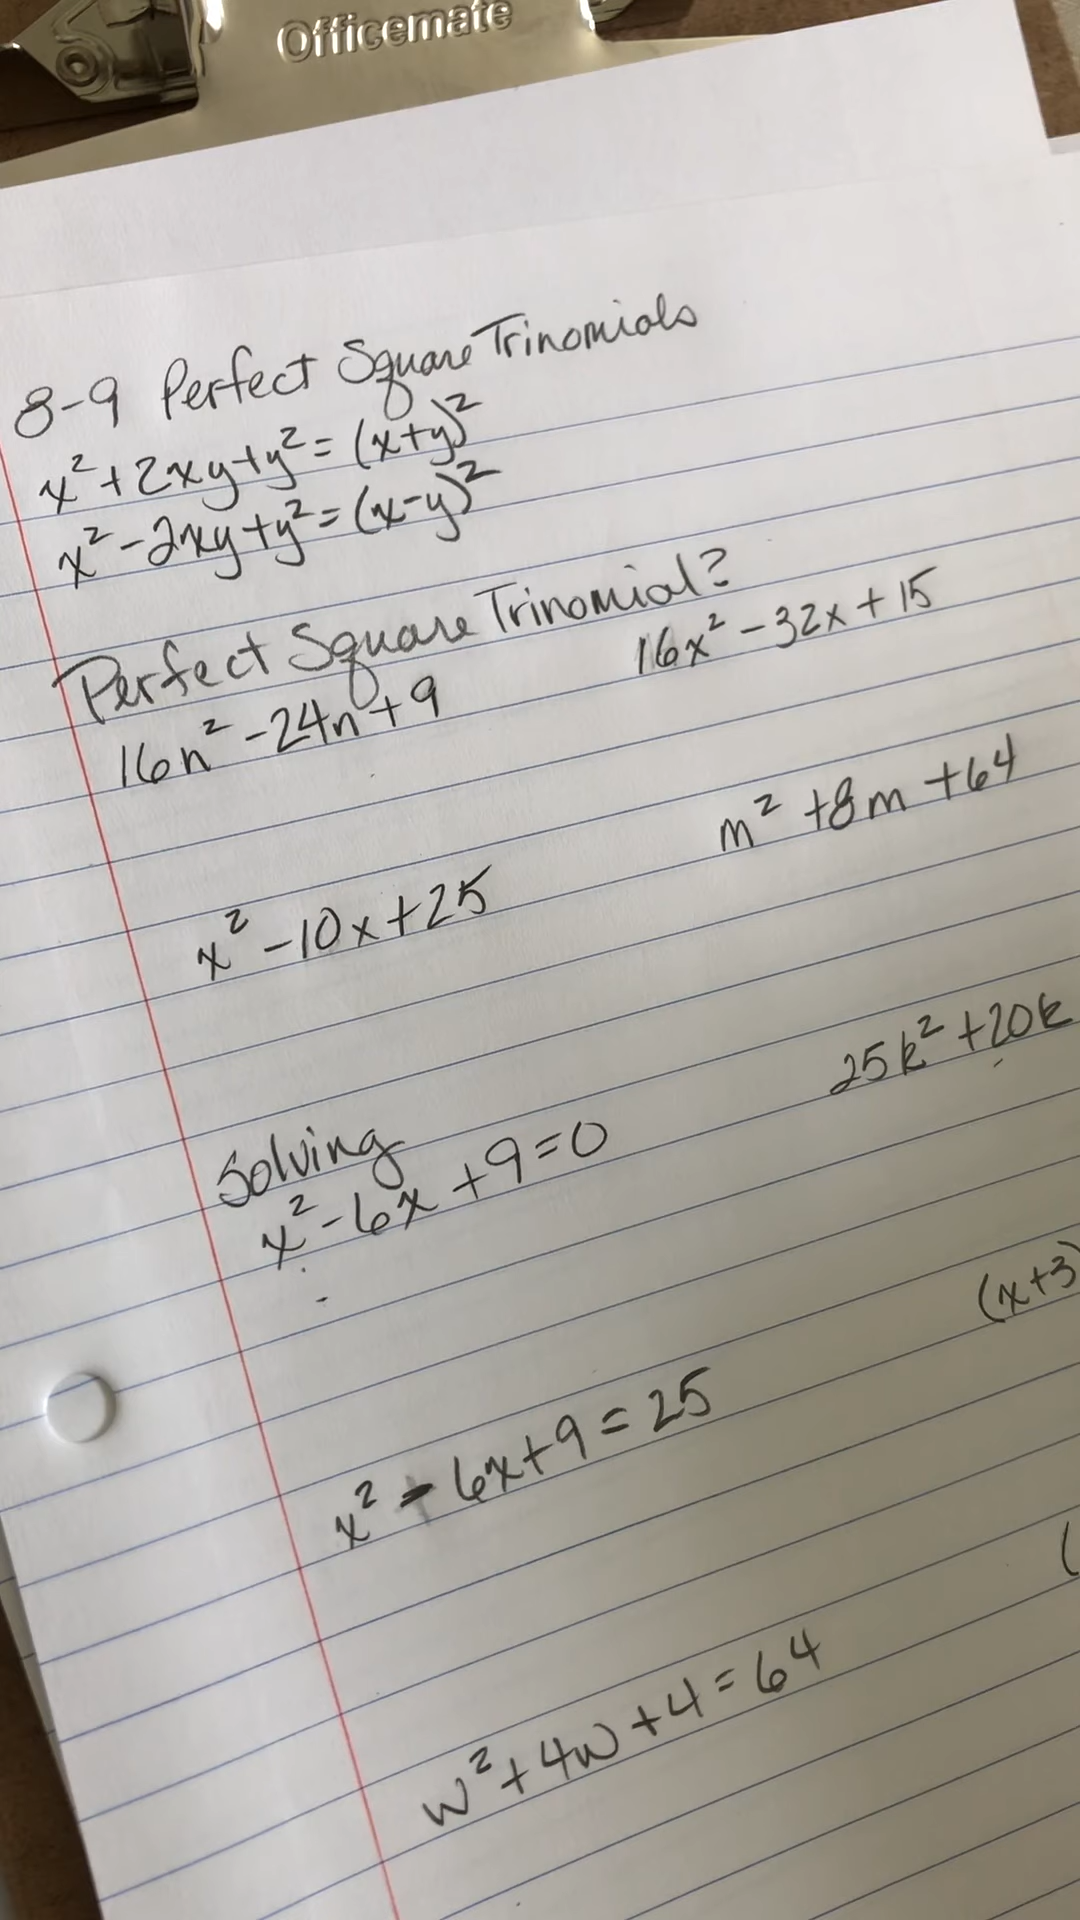 Officemate
8-9 Perfect Square Trinomials
x²+2xy+y²=(x+y)²
x²-2xy+y²=(x-y)²
Perfect Square Trinomial?
16n²-24n+9
16x²-32x+15
x²-10x+25
m²+8m+64
25k²+20k
Solving
x²-6x+9=0
(x+3)
x²-6x+9=25
(
w²+4w+4=64